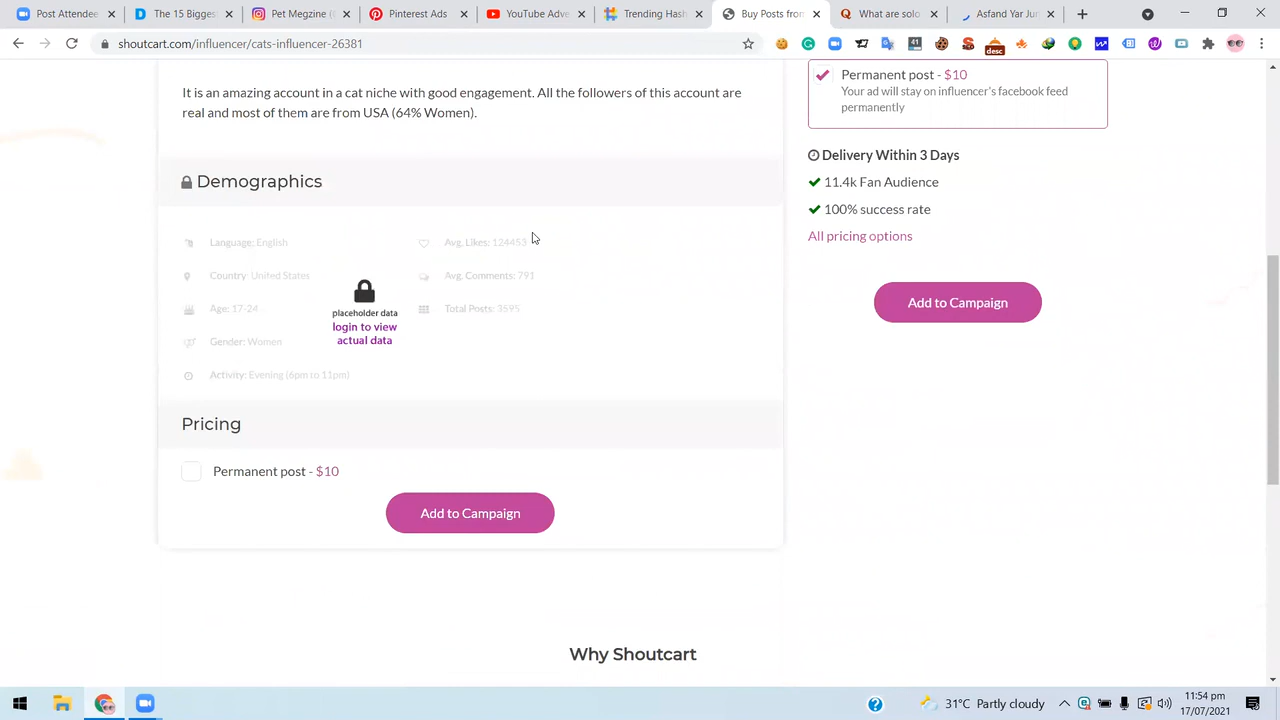 Post Attendee
D The 15 Biggest
Pet Megzine (
Pinterest Ads
YouTube Adve
Trending Hash
Buy Posts from
Quora Influenc
Asfand Yar Jun
shoutcart.com/influencer/cats-influencer-26381
41
desc
It is an amazing account in a cat niche with good engagement. All the followers of this account are
real and most of them are from USA (64% Women).
Demographics
Language: English
Avg. Likes: 124453
Country: United States
Avg. Comments: 791
Age: 17-24
Total Posts: 3595
Gender: Women
Activity: Evening (6pm to 11pm)
placeholder data
login to view
actual data
Pricing
Permanent post - $10
Add to Campaign
Permanent post - $10
Your ad will stay on influencer's facebook feed
permanently
Delivery Within 3 Days
11.4k Fan Audience
100% success rate
All pricing options
Add to Campaign
Why Shoutcart
31°C Partly cloudy
11:54 pm
17/07/2021